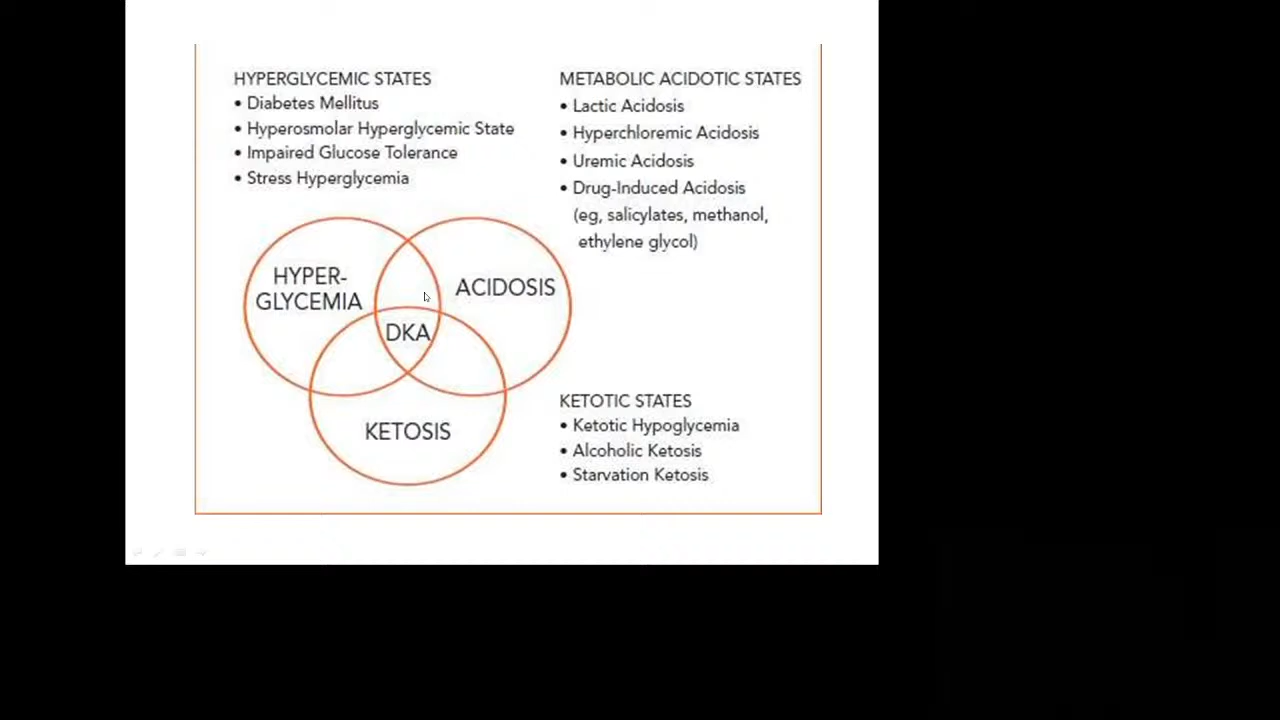 HYPERGLYCEMIC STATES
• Diabetes Mellitus
• Hyperosmolar Hyperglycemic State
• Impaired Glucose Tolerance
• Stress Hyperglycemia
METABOLIC ACIDOTIC STATES
• Lactic Acidosis
• Hyperchloremic Acidosis
• Uremic Acidosis
• Drug-Induced Acidosis
(eg, salicylates, methanol,
ethylene glycol)
HYPER-
GLYCEMIA
ACIDOSIS
DKA
KETOSIS
KETOTIC STATES
• Ketotic Hypoglycemia
• Alcoholic Ketosis
• Starvation Ketosis